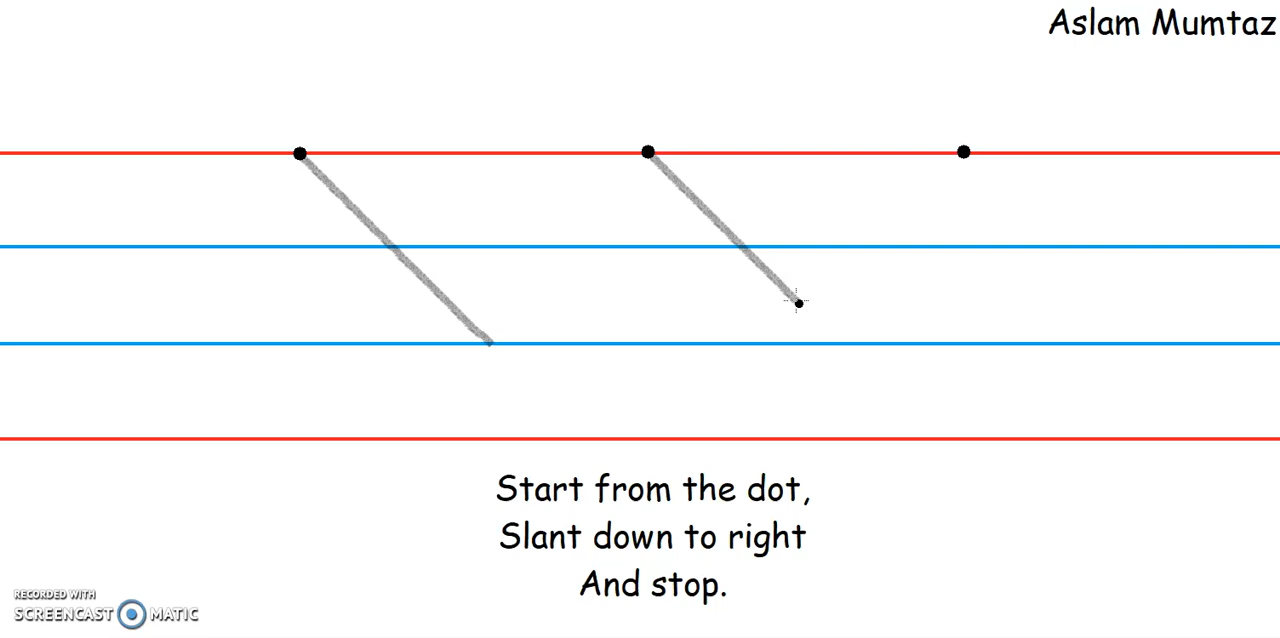 Aslam Mumtaz
Start from the dot,
Slant down to right
And stop.
RECORDED WITH
SCREENCAST MATIC